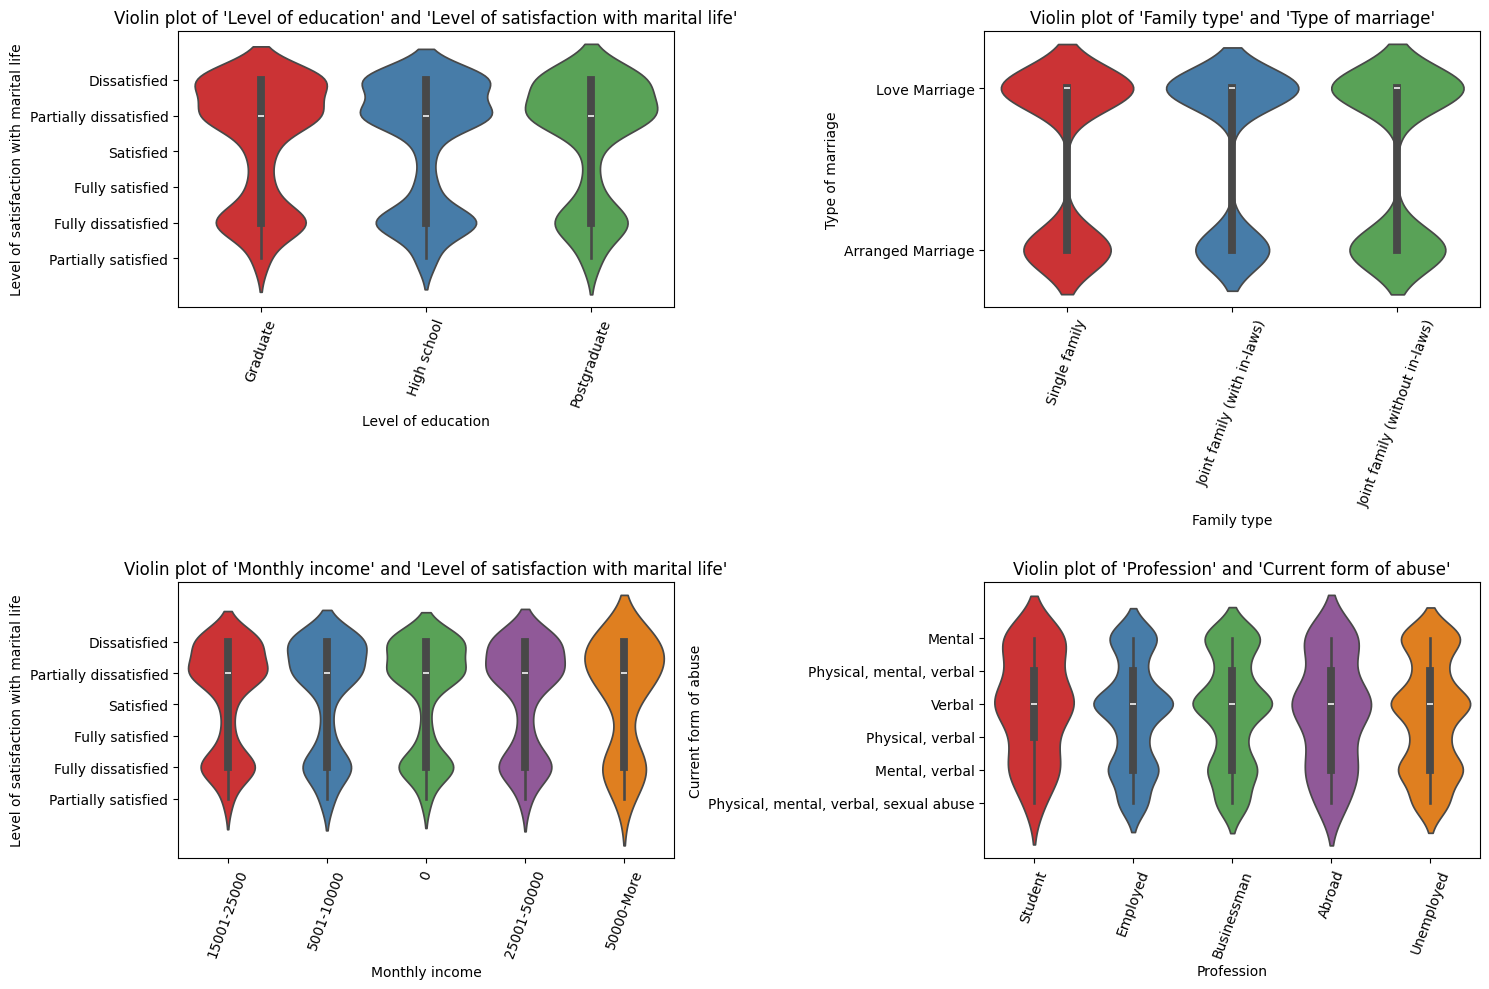 Violin plot of 'Level of education' and 'Level of satisfaction with marital life'
Level of satisfaction with marital life
Dissatisfied
Partially dissatisfied
Satisfied
Fully satisfied
Fully dissatisfied
Partially satisfied
Graduate
High school
Postgraduate
Level of education
Violin plot of 'Family type' and 'Type of marriage'
Type of marriage
Love Marriage
Arranged Marriage
Single family
Joint family (with in-laws)
Joint family (without in-laws)
Family type
Violin plot of 'Monthly income' and 'Level of satisfaction with marital life'
Level of satisfaction with marital life
Dissatisfied
Partially dissatisfied
Satisfied
Fully satisfied
Fully dissatisfied
Partially satisfied
15001-25000
5001-10000
0
25001-50000
50000-More
Monthly income
Violin plot of 'Profession' and 'Current form of abuse'
Current form of abuse
Mental
Physical, mental, verbal
Verbal
Physical, verbal
Mental, verbal
Physical, mental, verbal, sexual abuse
Student
Employed
Businessman
Abroad
Unemployed
Profession